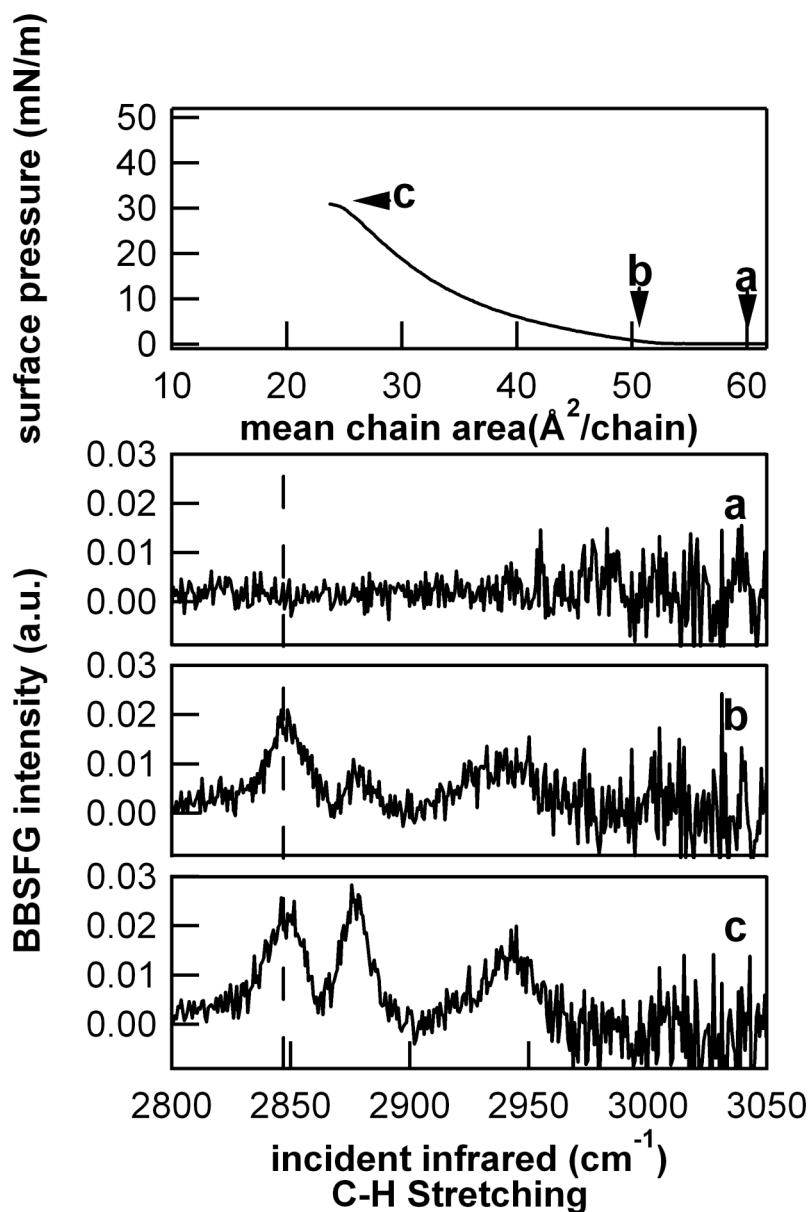 surface pressure (mN/m)
50
40
30
20
10
0
c
b
a
10 20 30 40 50 60
mean chain area(Å²/chain)
BBSFG intensity (a.u.)
0.03
0.02
0.01
0.00
a
0.03
0.02
0.01
0.00
b
0.03
0.02
0.01
0.00
c
2800 2850 2900 2950 3000 3050
incident infrared (cm⁻¹)
C-H Stretching